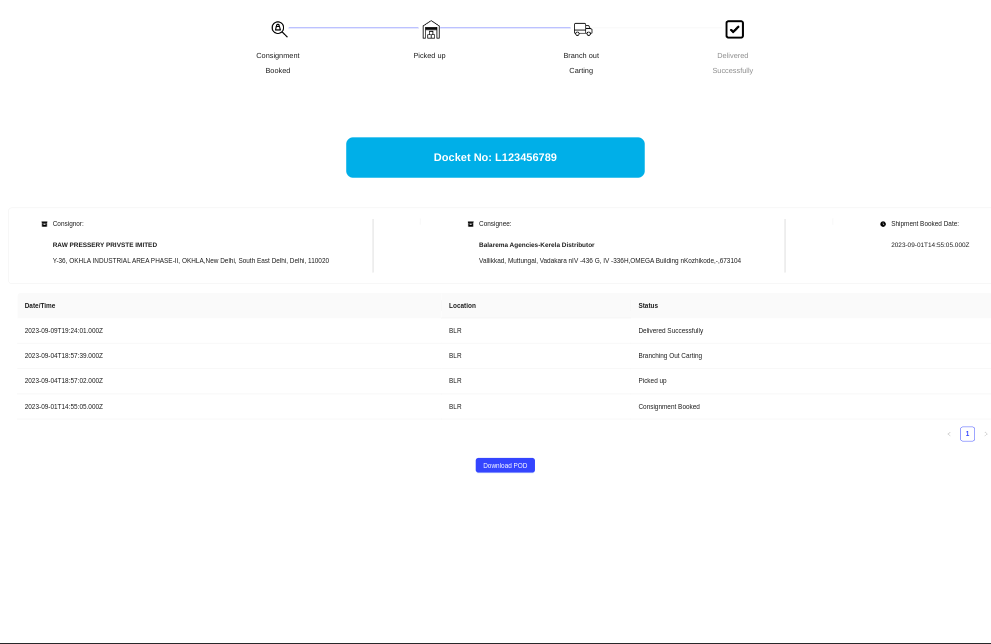 Consignment
Booked
Picked up
Branch out
Carting
Delivered
Successfully
Docket No: L123456789
Consignor:
RAW PRESSERY PRIVSTE IMITED
Y-36, OKHLA INDUSTRIAL AREA PHASE-II, OKHLA,New Delhi, South East Delhi, Delhi, 110020
Consignee:
Balarema Agencies-Kerela Distributor
Vallikkad, Muttungal, Vadakara nIV -436 G, IV -336H,OMEGA Building nKozhikode,-,673104
Shipment Booked Date:
2023-09-01T14:55:05.000Z
Date/Time Location Status
2023-09-09T19:24:01.000Z BLR Delivered Successfully
2023-09-04T18:57:39.000Z BLR Branching Out Carting
2023-09-04T18:57:02.000Z BLR Picked up
2023-09-01T14:55:05.000Z BLR Consignment Booked
< 1 >
Download POD